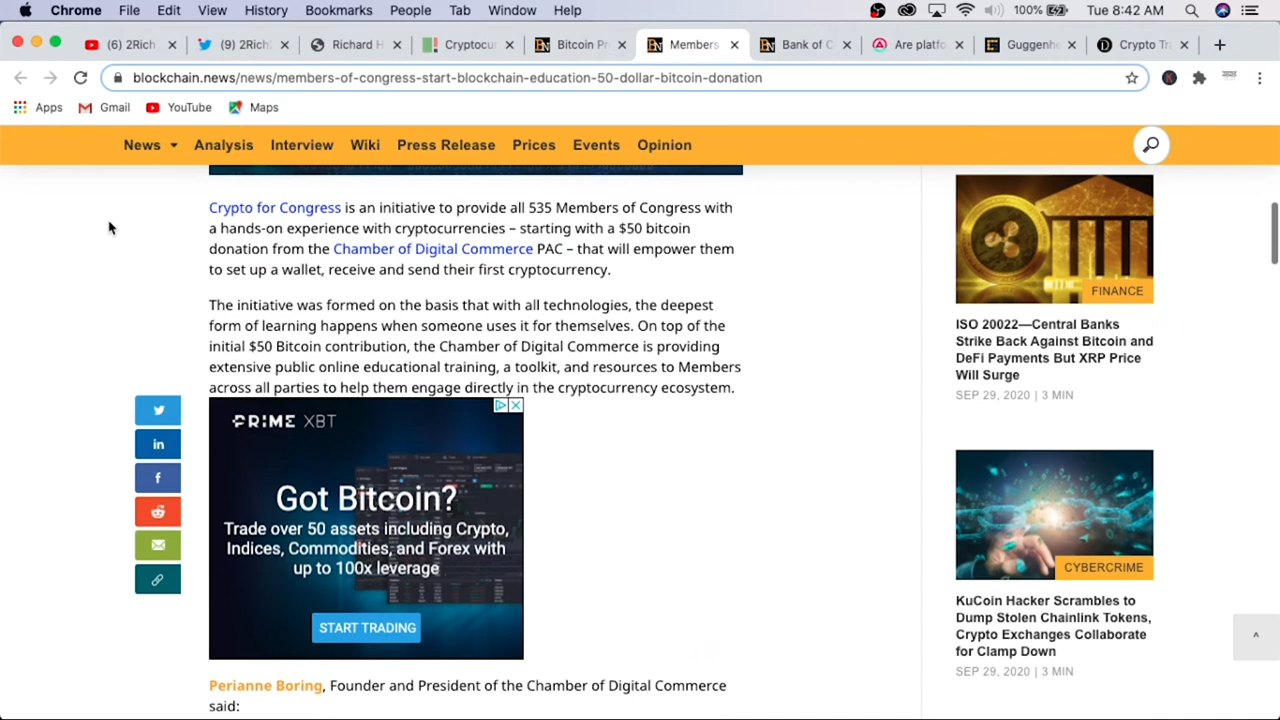 Chrome File Edit View History Bookmarks People Tab Window Help 100% Tue 8:42 AM
(6) 2Rich
(9) 2Rich
Richard H
Cryptocur
Bitcoin Pr
Members
Bank of C
Are platfo
Guggenhe
Crypto Tr
blockchain.news/news/members-of-congress-start-blockchain-education-50-dollar-bitcoin-donation
Apps Gmail YouTube Maps
News Analysis Interview Wiki Press Release Prices Events Opinion
Crypto for Congress is an initiative to provide all 535 Members of Congress with
a hands-on experience with cryptocurrencies – starting with a $50 bitcoin
donation from the Chamber of Digital Commerce PAC – that will empower them
to set up a wallet, receive and send their first cryptocurrency.
The initiative was formed on the basis that with all technologies, the deepest
form of learning happens when someone uses it for themselves. On top of the
initial $50 Bitcoin contribution, the Chamber of Digital Commerce is providing
extensive public online educational training, a toolkit, and resources to Members
across all parties to help them engage directly in the cryptocurrency ecosystem.
PRIME XBT
Got Bitcoin?
Trade over 50 assets including Crypto,
Indices, Commodities, and Forex with
up to 100x leverage
START TRADING
Perianne Boring, Founder and President of the Chamber of Digital Commerce
said:
FINANCE
ISO 20022—Central Banks
Strike Back Against Bitcoin and
DeFi Payments But XRP Price
Will Surge
SEP 29, 2020 | 3 MIN
CYBERCRIME
KuCoin Hacker Scrambles to
Dump Stolen Chainlink Tokens,
Crypto Exchanges Collaborate
for Clamp Down
SEP 29, 2020 | 3 MIN